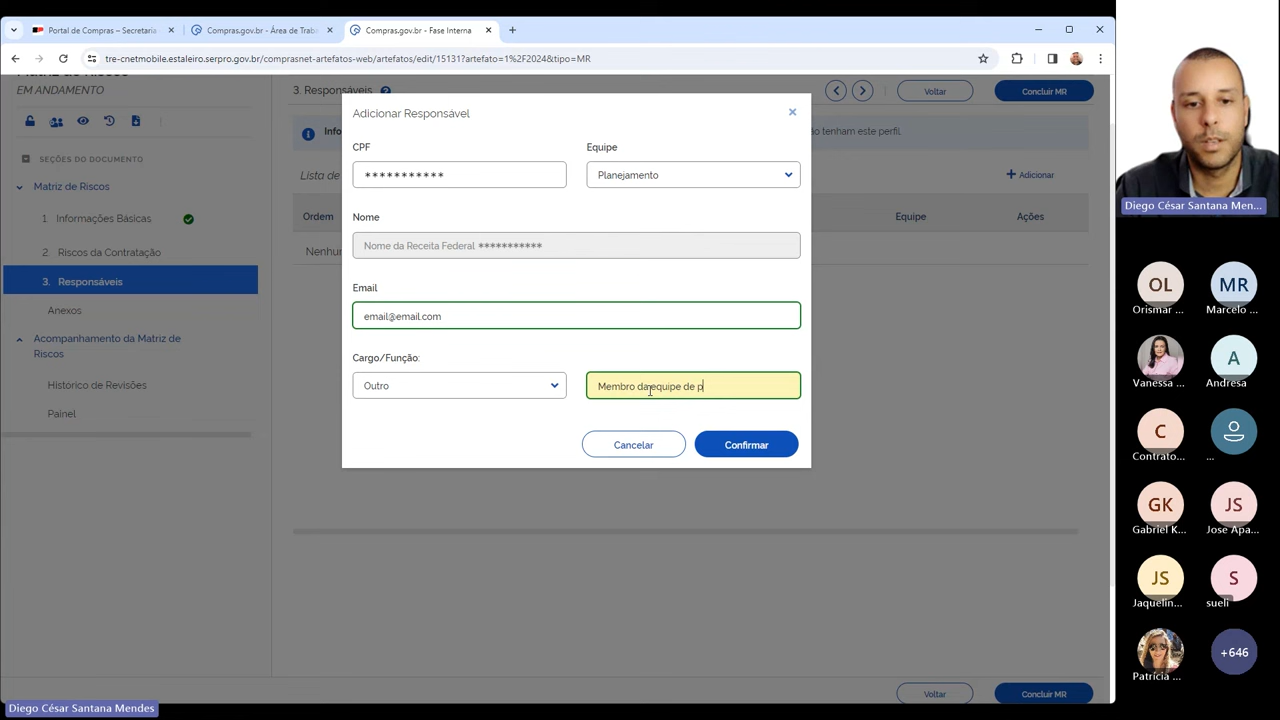 Portal de Compras – Secretaria
Compras.gov.br - Área de Traba
Compras.gov.br - Fase Interna
tre-cnetmobile.estaleiro.serpro.gov.br/comprasnet-artefatos-web/artefatos/edit/15131?artefato=1%2F2024&tipo=MR
EM ANDAMENTO
SEÇÕES DO DOCUMENTO
Matriz de Riscos
1. Informações Básicas
2. Riscos da Contratação
3. Responsáveis
Anexos
Acompanhamento da Matriz de
Riscos
Historico de Revisões
Painel
3. Responsáveis
Voltar
Concluir MR
não tenham este perfil.
Lista de
Adicionar
Ordem
Equipe
Ações
Adicionar Responsável
CPF
Equipe
***********
Planejamento
Nome
Nome da Receita Federal ***********
Email
email@email.com
Cargo/Função:
Outro
Membro da equipe de p
Cancelar
Confirmar
Voltar
Concluir MR
Diego César Santana Mendes
Diego César Santana Men...
OL
Orismar ...
MR
Marcelo ...
Vanessa ...
A
Andresa
C
Contrato...
...
GK
Gabriel K...
JS
Jose Apa...
JS
Jaquelin...
S
sueli
Patrícia ...
+646